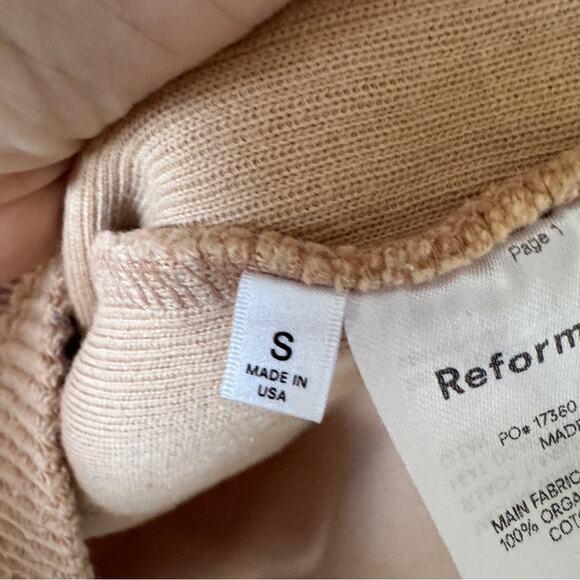 S
MADE IN
USA
Page 1
Reform
PO# 17360
MADE
MAIN FABRIC
100% ORGA
COT